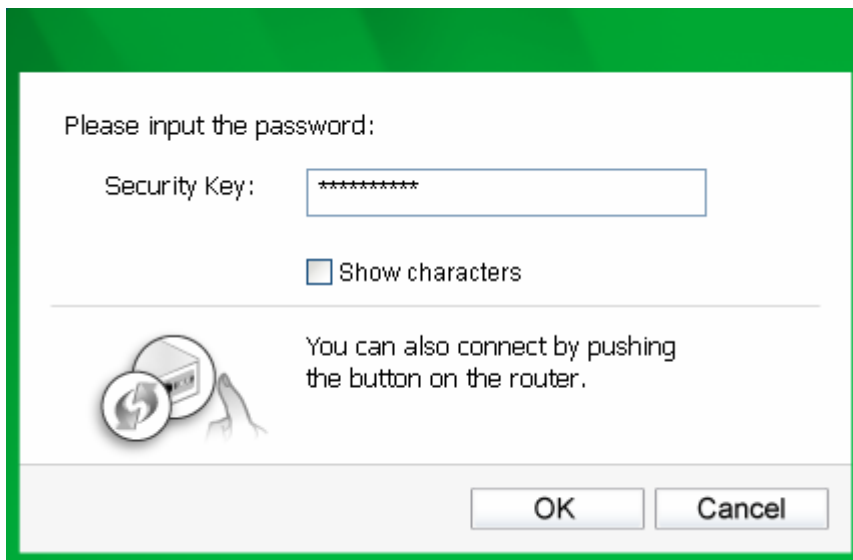 Please input the password:
Security Key: **********
Show characters
You can also connect by pushing
the button on the router.
OK Cancel